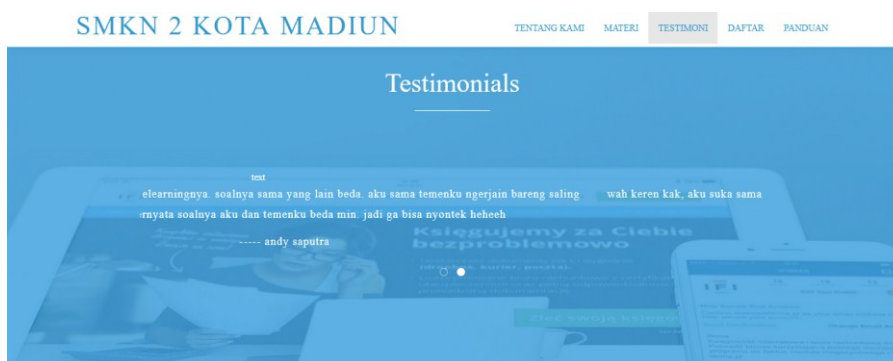 SMKN 2 KOTA MADIUN
TENTANG KAMI MATERI TESTIMONI DAFTAR PANDUAN
Testimonials
text
elearningnya. soalnya sama yang lain beda. aku sama temenku ngerjain bareng saling wah keren kak, aku suka sama
rnyata soalnya aku dan temenku beda min. jadi ga bisa nyontek heheeh
----- andy saputra
Księgujemy za Ciebie
bezproblemowo